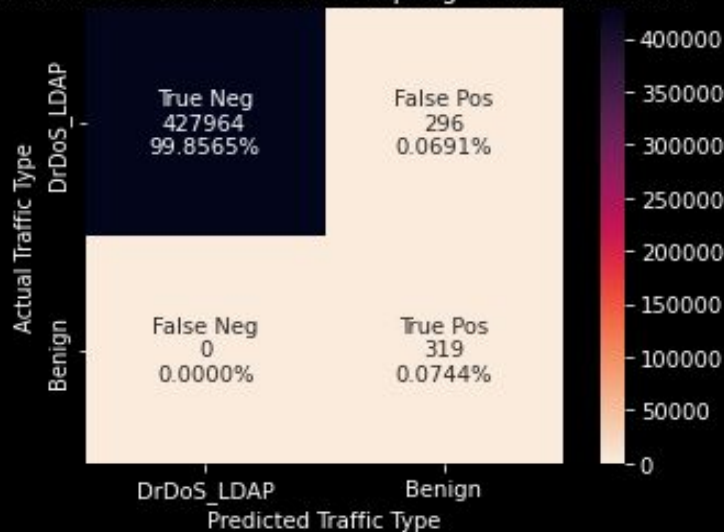 400000
350000
300000
250000
200000
150000
100000
50000
0
Actual Traffic Type
DrDoS_LDAP
Benign
True Neg
427964
99.8565%
False Pos
296
0.0691%
False Neg
0
0.0000%
True Pos
319
0.0744%
DrDoS_LDAP
Benign
Predicted Traffic Type